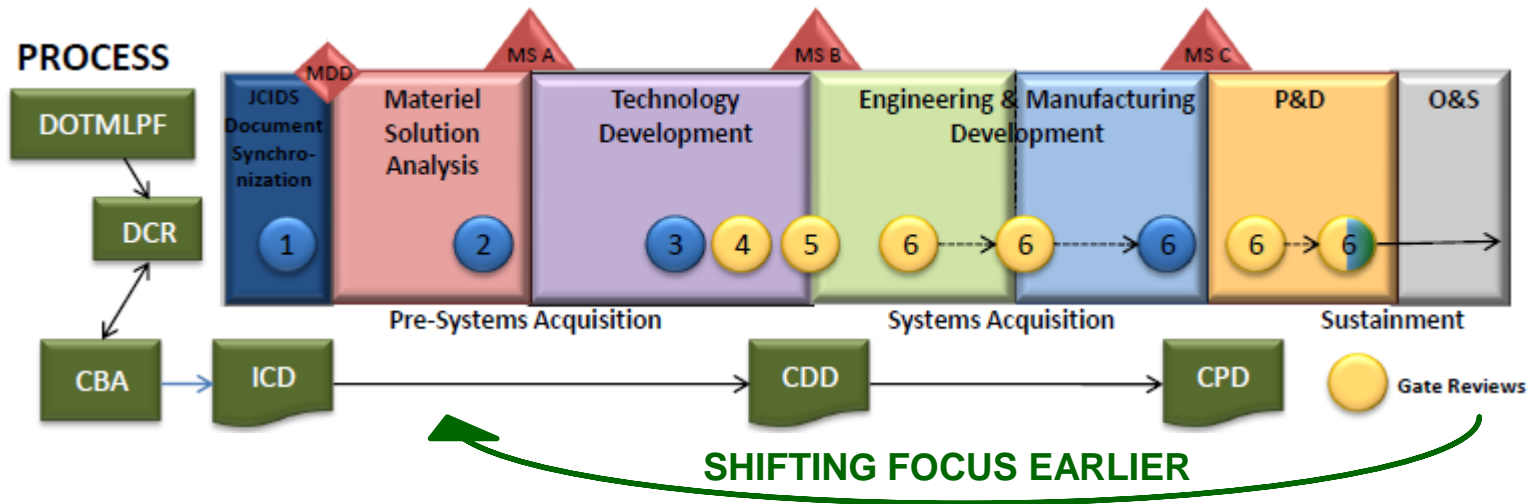 PROCESS
MDD
MS A
MS B
MS C
DOTMLPF
DCR
CBA
JCIDS
Document
Synchro-
nization
Materiel
Solution
Analysis
Technology
Development
Engineering & Manufacturing
Development
P&D
O&S
1
2
3
4
5
6
6
6
6
6
Pre-Systems Acquisition
Systems Acquisition
Sustainment
ICD
CDD
CPD
Gate Reviews
SHIFTING FOCUS EARLIER